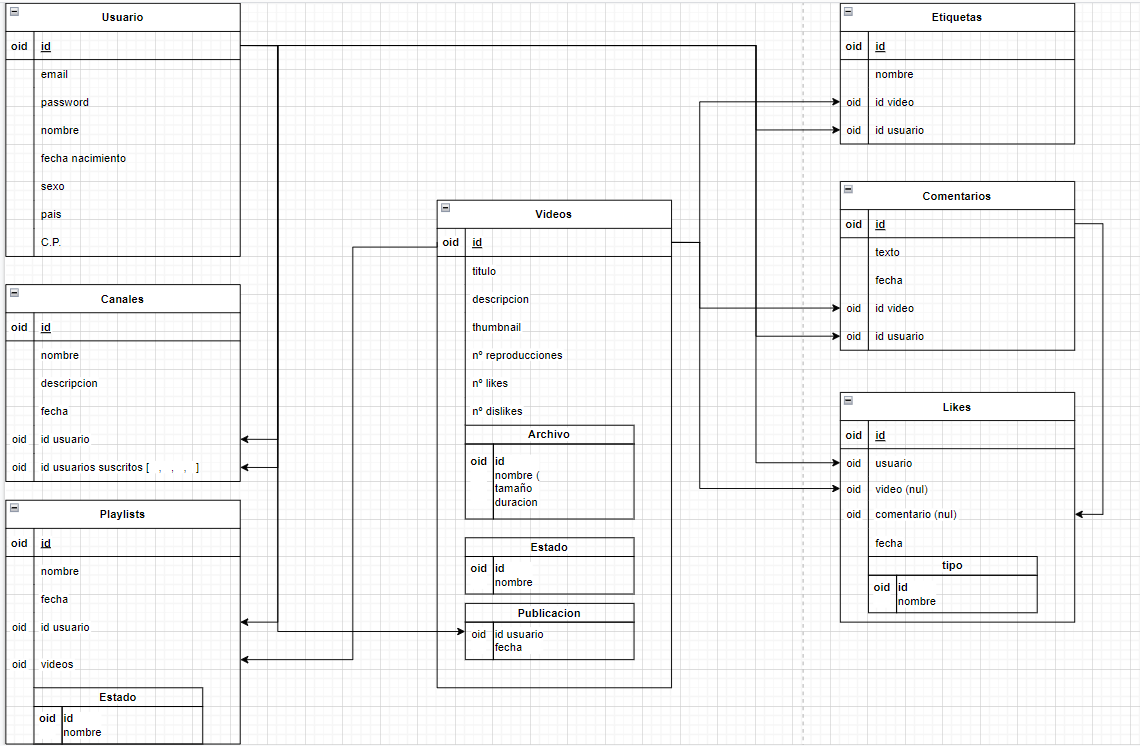 Usuario
oid id
email
password
nombre
fecha nacimiento
sexo
pais
C.P.
Canales
oid id
nombre
descripcion
fecha
oid id usuario
oid id usuarios suscritos [ , , , ]
Playlists
oid id
nombre
fecha
oid id usuario
oid videos
Estado
oid id
nombre
Videos
oid id
titulo
descripcion
thumbnail
nº reproducciones
nº likes
nº dislikes
Archivo
oid id
nombre (
tamaño
duracion
Estado
oid id
nombre
Publicacion
oid id usuario
fecha
Etiquetas
oid id
nombre
oid id video
oid id usuario
Comentarios
oid id
texto
fecha
oid id video
oid id usuario
Likes
oid id
oid usuario
oid video (nul)
oid comentario (nul)
fecha
tipo
oid id
nombre